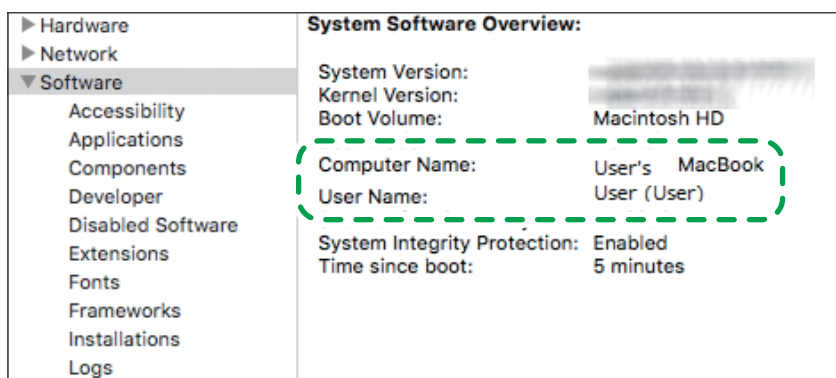 Hardware
Network
Software
Accessibility
Applications
Components
Developer
Disabled Software
Extensions
Fonts
Frameworks
Installations
Logs
System Software Overview:
System Version:
Kernel Version:
Boot Volume: Macintosh HD
Computer Name: User's MacBook
User Name: User (User)
System Integrity Protection: Enabled
Time since boot: 5 minutes